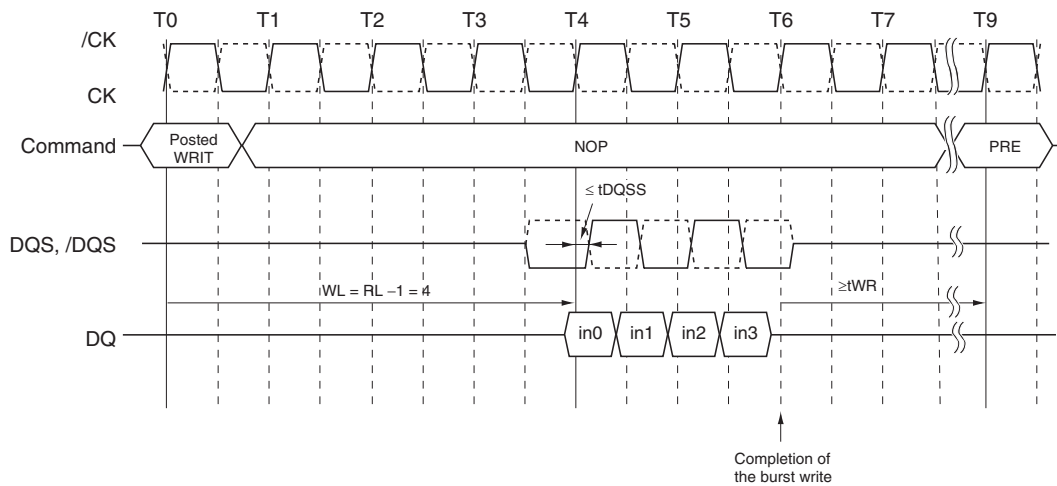 T0 T1 T2 T3 T4 T5 T6 T7 T9
/CK
CK
Command
Posted
WRIT
NOP
PRE
≤ tDQSS
DQS, /DQS
WL = RL −1 = 4
≥tWR
DQ
in0 in1 in2 in3
Completion of
the burst write